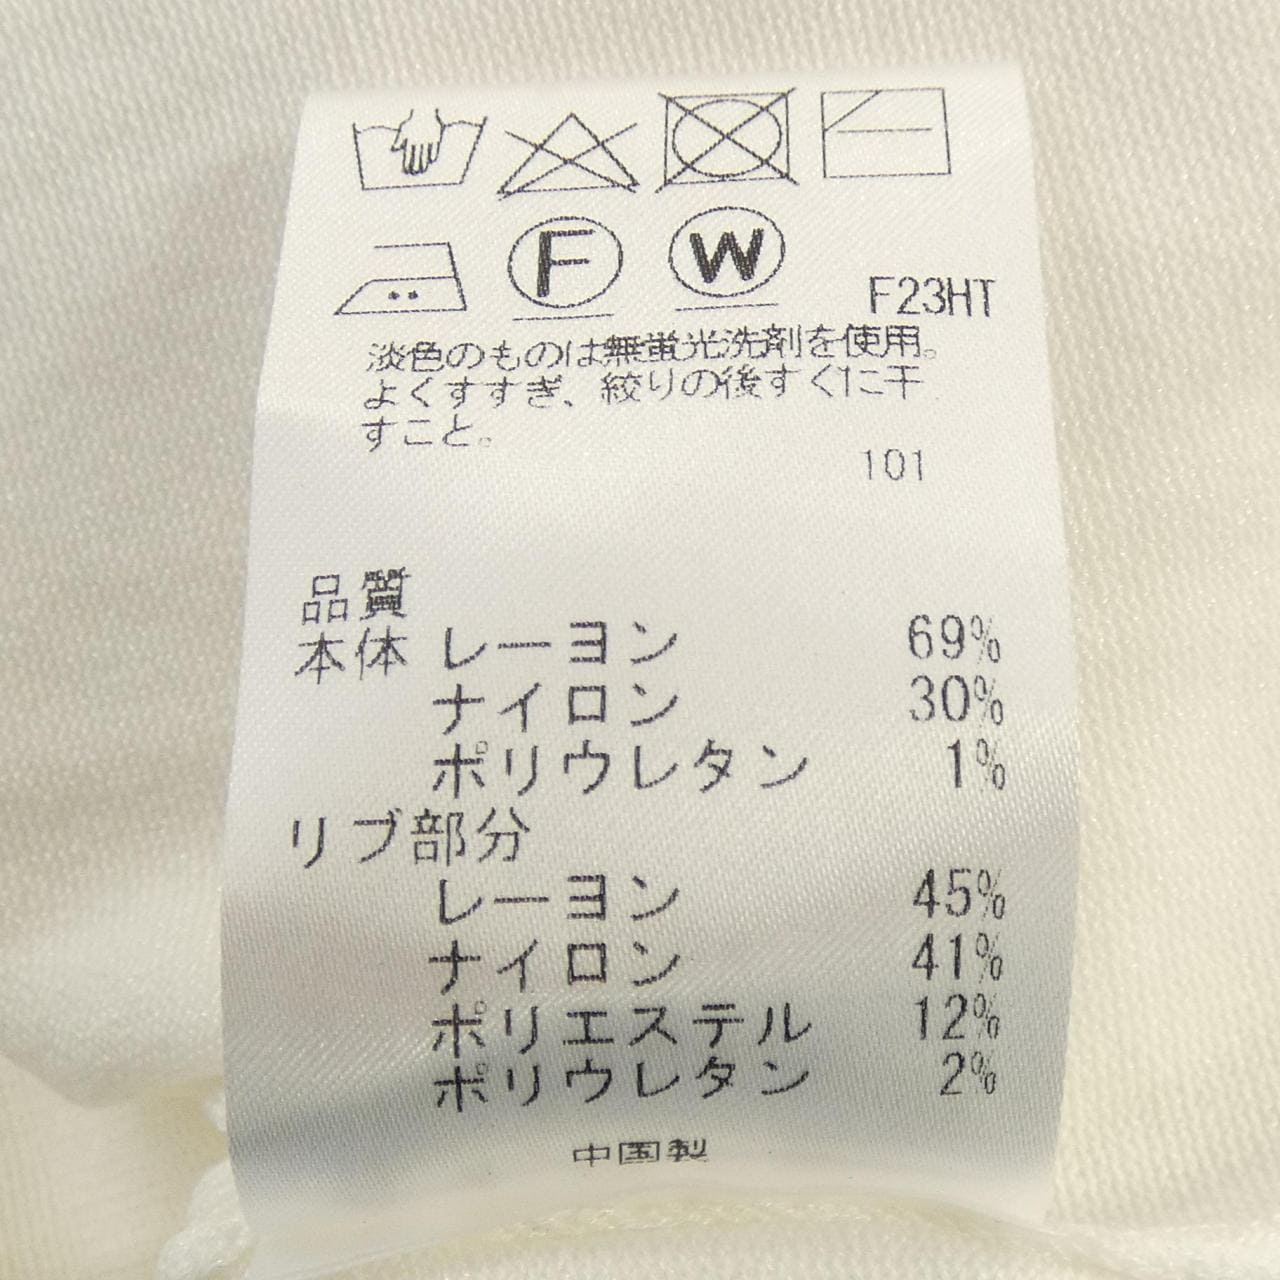 F W F23HT
淡色のものは無蛍光洗剤を使用。
よくすすぎ、絞りの後すぐに干
すこと。
101
品質
本体 レーヨン 69%
ナイロン 30%
ポリウレタン 1%
リブ部分
レーヨン 45%
ナイロン 41%
ポリエステル 12%
ポリウレタン 2%
中国製